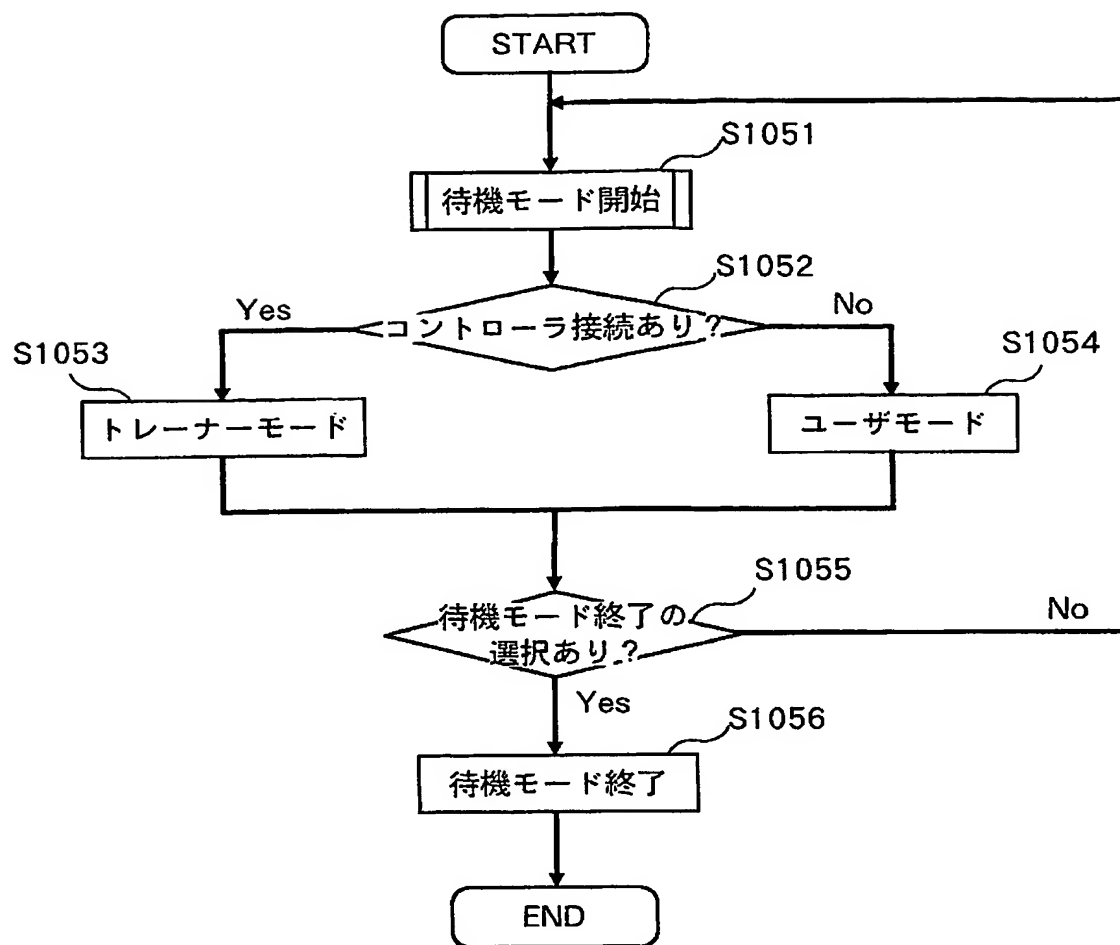 START
S1051
待機モード開始
S1052
Yes
コントローラ接続あり?
No
S1053
S1054
トレーナーモード
ユーザモード
S1055
待機モード終了の
選択あり?
No
Yes
S1056
待機モード終了
END